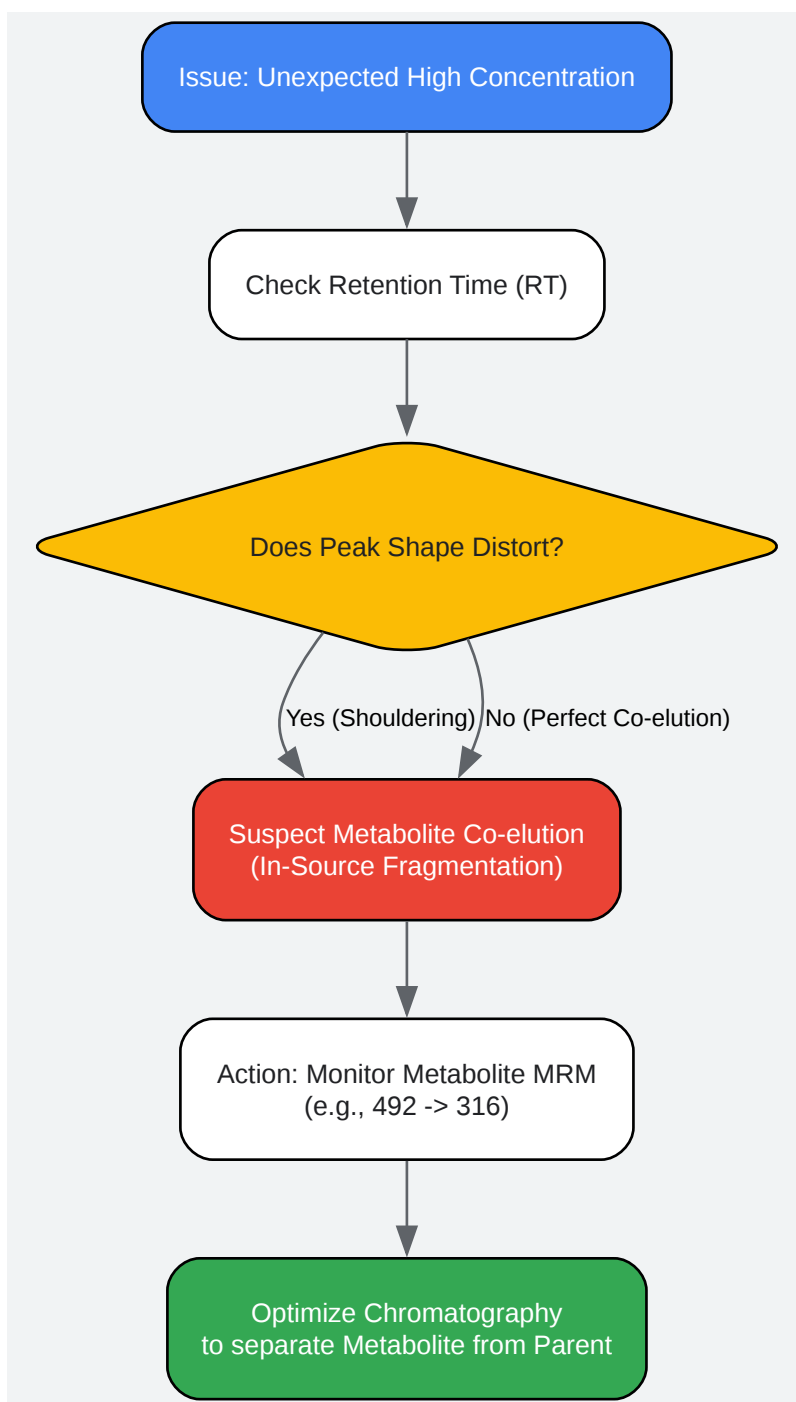 Issue: Unexpected High Concentration
Check Retention Time (RT)
Does Peak Shape Distort?
Yes (Shouldering)
No (Perfect Co-elution)
Suspect Metabolite Co-elution
(In-Source Fragmentation)
Action: Monitor Metabolite MRM
(e.g., 492 -> 316)
Optimize Chromatography
to separate Metabolite from Parent